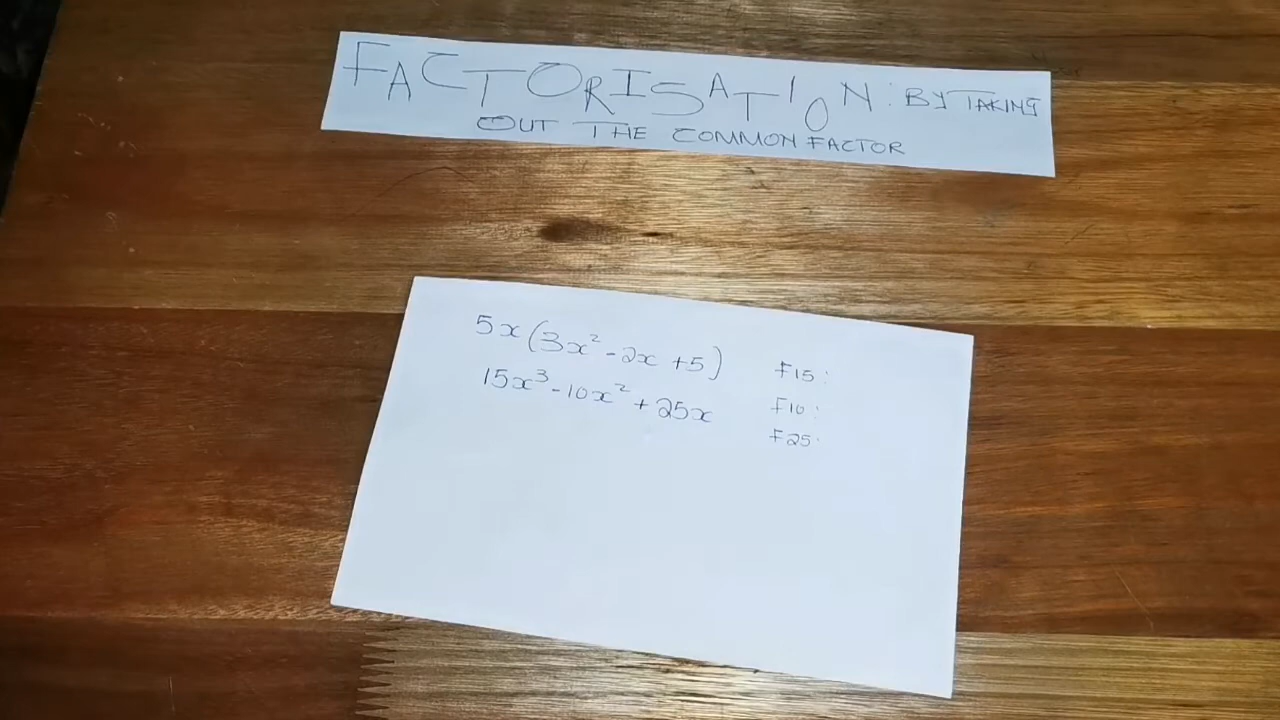 FACTORISATION: BY TAKING
OUT THE COMMON FACTOR
5x(3x² - 2x + 5)
15x³ - 10x² + 25x
F15:
F10:
F25: